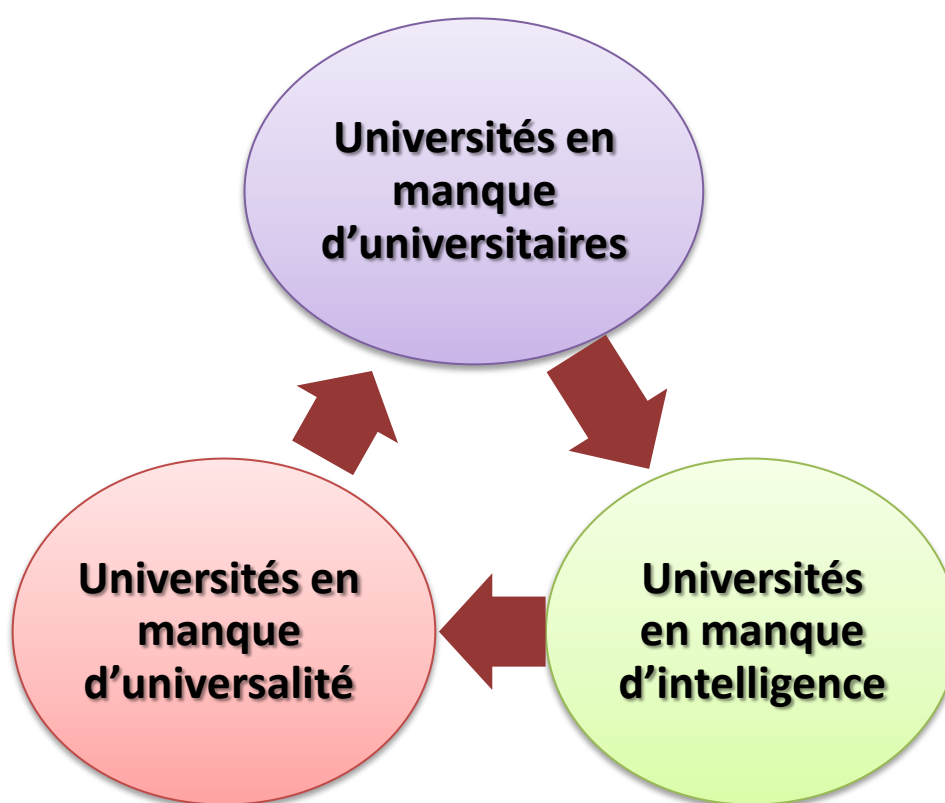 Universités en
manque
d’universitaires
Universités en
manque
d’universalité
Universités
en manque
d’intelligence